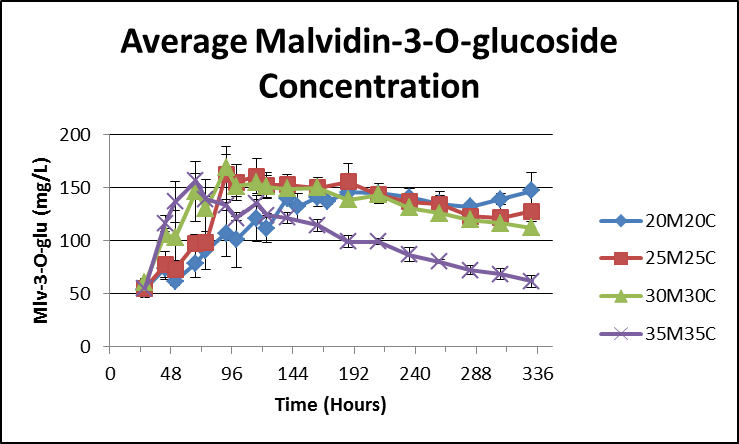 Average Malvidin-3-O-glucoside
Concentration
Mlv-3-O-glu (mg/L)
200
150
100
50
0
0 48 96 144 192 240 288 336
Time (Hours)
20M20C
25M25C
30M30C
35M35C